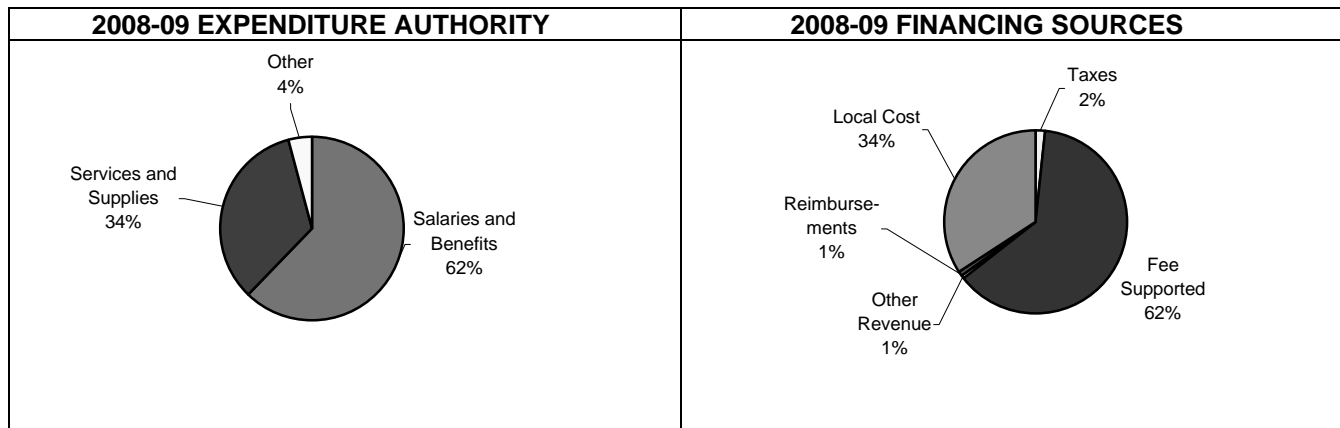 2008-09 EXPENDITURE AUTHORITY
Other
4%
Services and
Supplies
34%
Salaries and
Benefits
62%
2008-09 FINANCING SOURCES
Taxes
2%
Local Cost
34%
Reimburse-
ments
1%
Other
Revenue
1%
Fee
Supported
62%